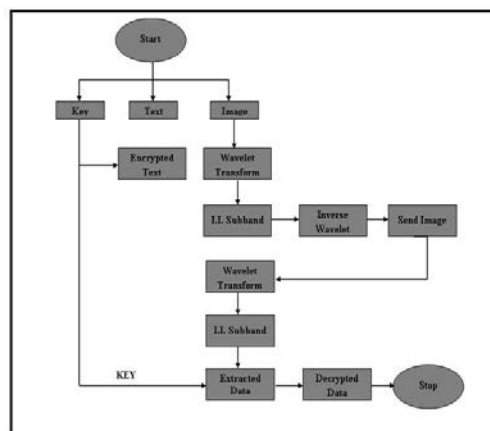 Start
Key
Text
Image
Encrypted
Text
Wavelet
Transform
LL Subband
Inverse
Wavelet
Send Image
Wavelet
Transform
LL Subband
KEY
Extracted
Data
Decrypted
Data
Stop